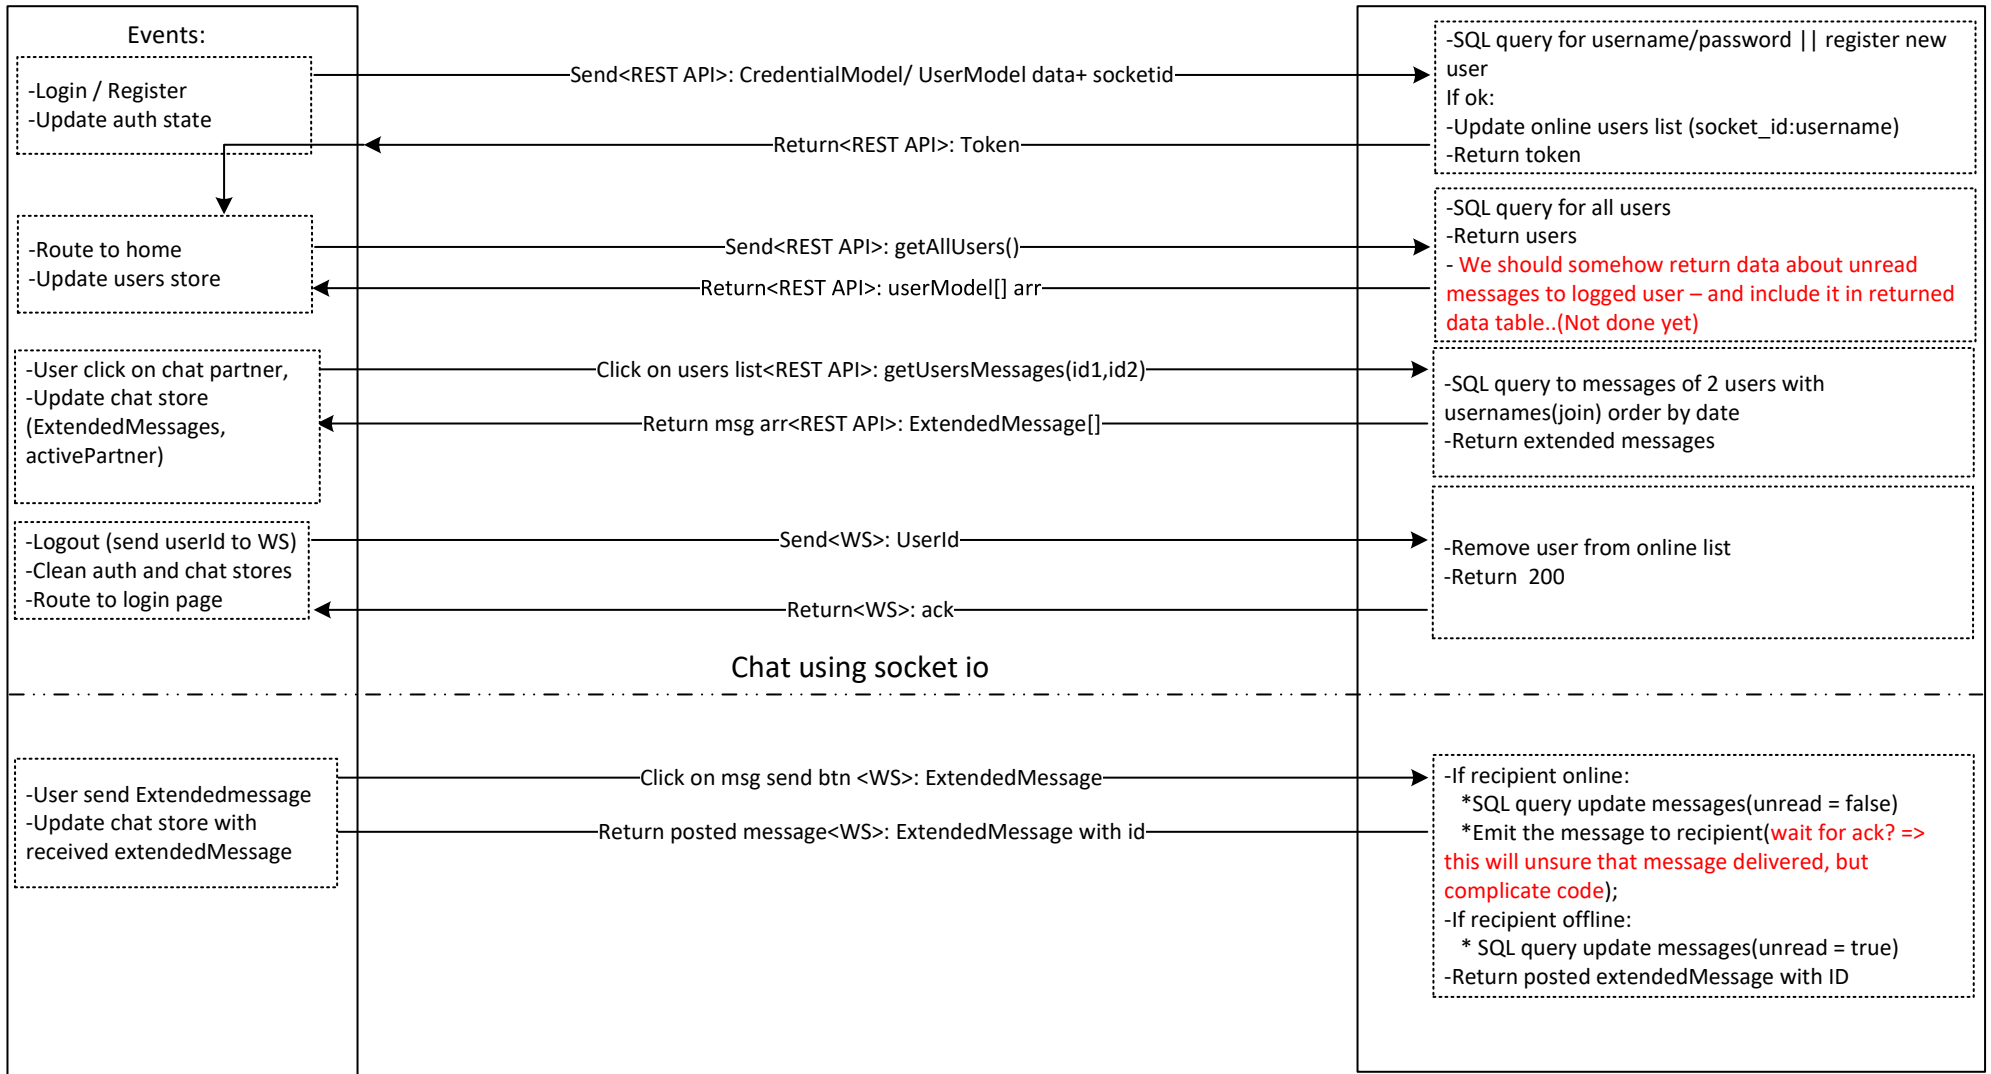 Events:
-Login / Register
-Update auth state
Send<REST API>: CredentialModel/ UserModel data+ socketid
Return<REST API>: Token
-SQL query for username/password || register new
user
If ok:
-Update online users list (socket_id:username)
-Return token
-Route to home
-Update users store
Send<REST API>: getAllUsers()
Return<REST API>: userModel[] arr
-SQL query for all users
-Return users
- We should somehow return data about unread
messages to logged user – and include it in returned
data table..(Not done yet)
-User click on chat partner,
-Update chat store
(ExtendedMessages,
activePartner)
Click on users list<REST API>: getUsersMessages(id1,id2)
Return msg arr<REST API>: ExtendedMessage[]
-SQL query to messages of 2 users with
usernames(join) order by date
-Return extended messages
-Logout (send userId to WS)
-Clean auth and chat stores
-Route to login page
Send<WS>: UserId
Return<WS>: ack
-Remove user from online list
-Return  200
Chat using socket io
-User send Extendedmessage
-Update chat store with
received extendedMessage
Click on msg send btn <WS>: ExtendedMessage
Return posted message<WS>: ExtendedMessage with id
-If recipient online:
*SQL query update messages(unread = false)
*Emit the message to recipient(wait for ack? =>
this will unsure that message delivered, but
complicate code);
-If recipient offline:
* SQL query update messages(unread = true)
-Return posted extendedMessage with ID